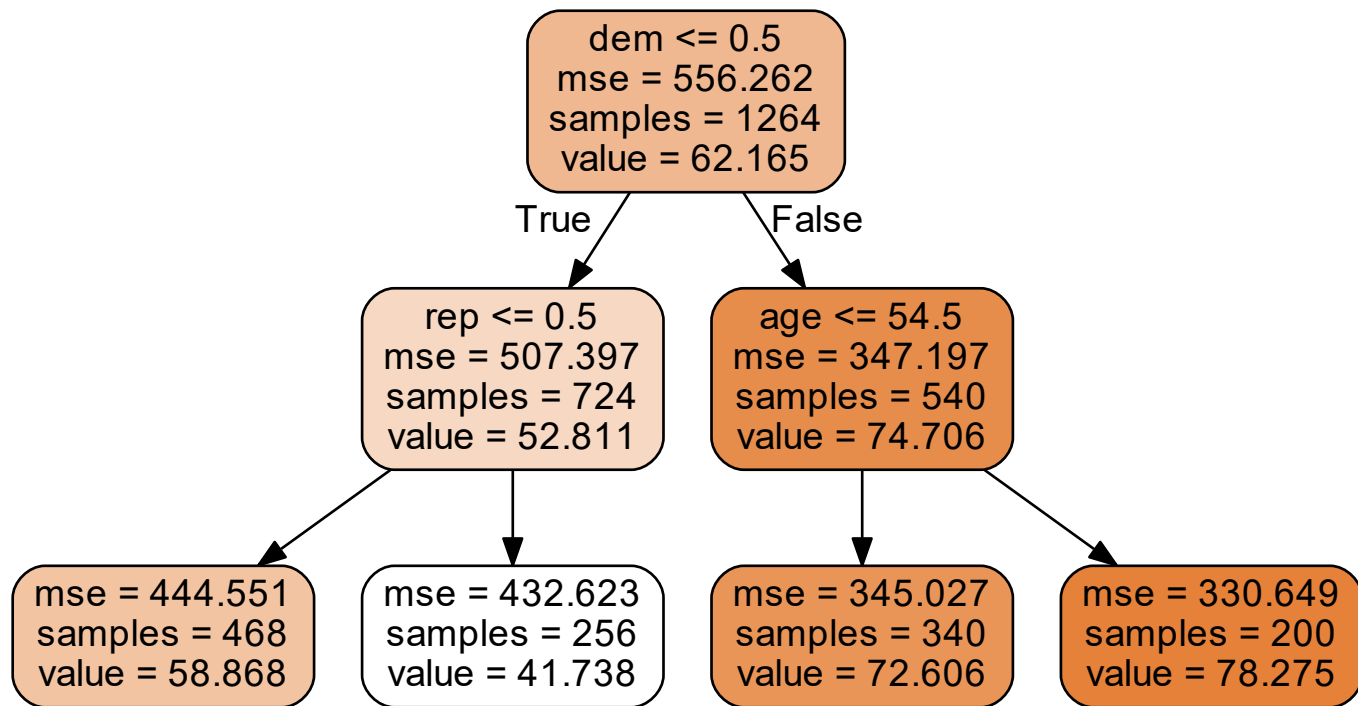 dem <= 0.5
mse = 556.262
samples = 1264
value = 62.165
True
False
rep <= 0.5
mse = 507.397
samples = 724
value = 52.811
age <= 54.5
mse = 347.197
samples = 540
value = 74.706
mse = 444.551
samples = 468
value = 58.868
mse = 432.623
samples = 256
value = 41.738
mse = 345.027
samples = 340
value = 72.606
mse = 330.649
samples = 200
value = 78.275